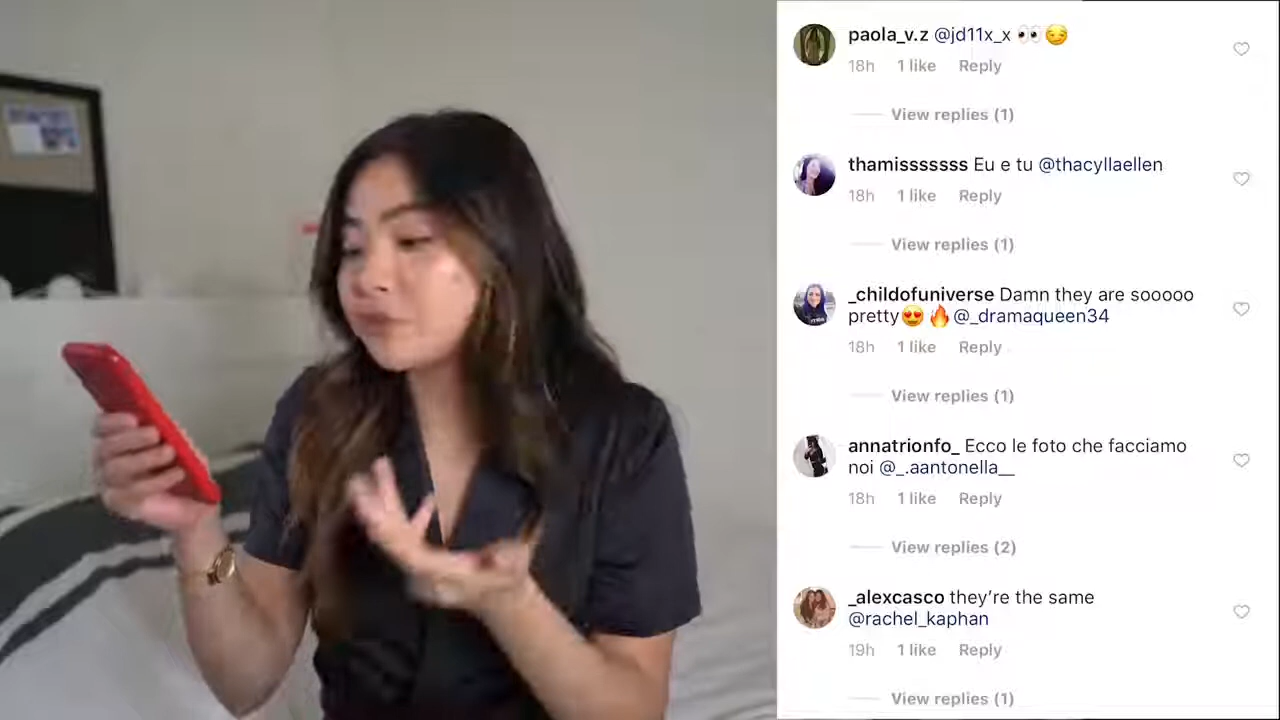 paola_v.z @jd11x_x 👀😏
18h 1 like Reply
View replies (1)
thamisssssss Eu e tu @thacyllaellen
18h 1 like Reply
View replies (1)
_childofuniverse Damn they are sooooo
pretty😍🔥@_dramaqueen34
18h 1 like Reply
View replies (1)
annatrionfo_ Ecco le foto che facciamo
noi @_.aantonella__
18h 1 like Reply
View replies (2)
_alexcasco they’re the same
@rachel_kaphan
19h 1 like Reply
View replies (1)